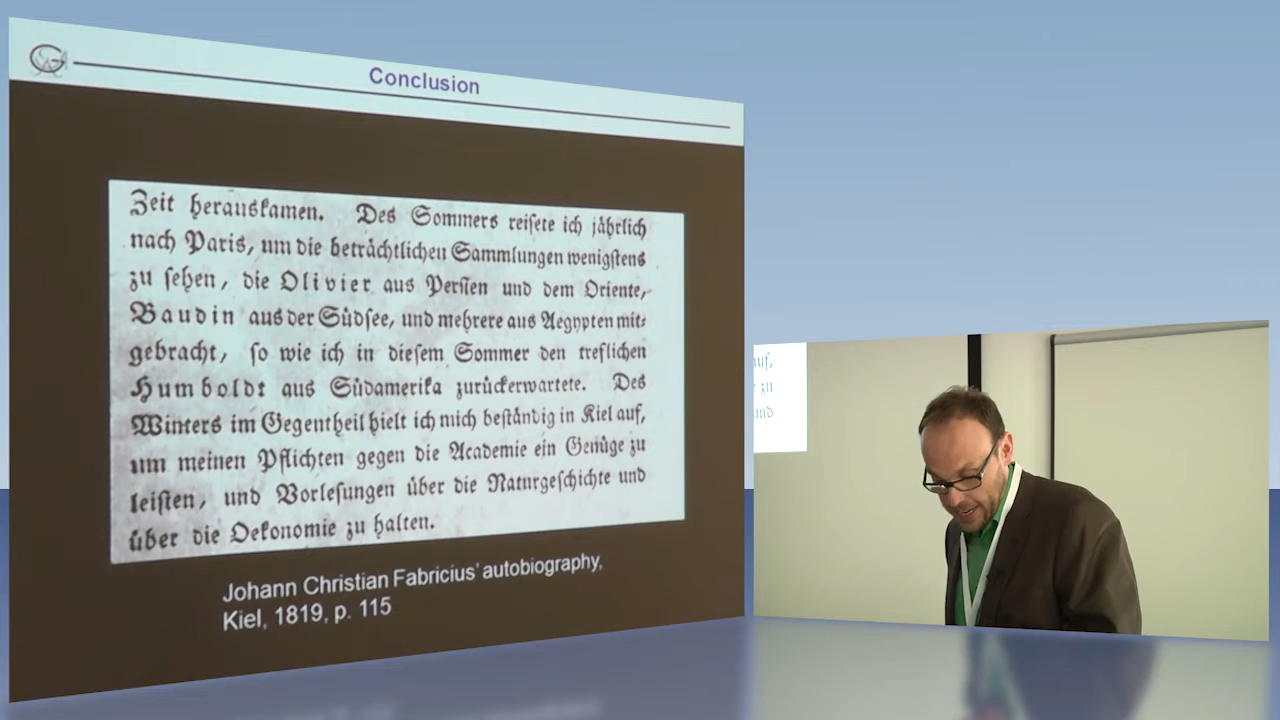 Conclusion
Zeit herauskamen. Des Sommers reiſete ich jährlich
nach Paris, um die beträchtlichen Sammlungen wenigſtens
zu ſehen, die Olivier aus Perſien und dem Oriente,
Baudin aus der Südſee, und mehrere aus Aegypten mit⸗
gebracht, ſo wie ich in dieſem Sommer den treflichen
Humboldt aus Südamerika zurückerwartete. Des
Winters im Gegentheil hielt ich mich beſtändig in Kiel auf,
um meinen Pflichten gegen die Academie ein Genüge zu
leiſten, und Vorleſungen über die Naturgeſchichte und
über die Oekonomie zu halten.
Johann Christian Fabricius' autobiography,
Kiel, 1819, p. 115
auf,
zu
und